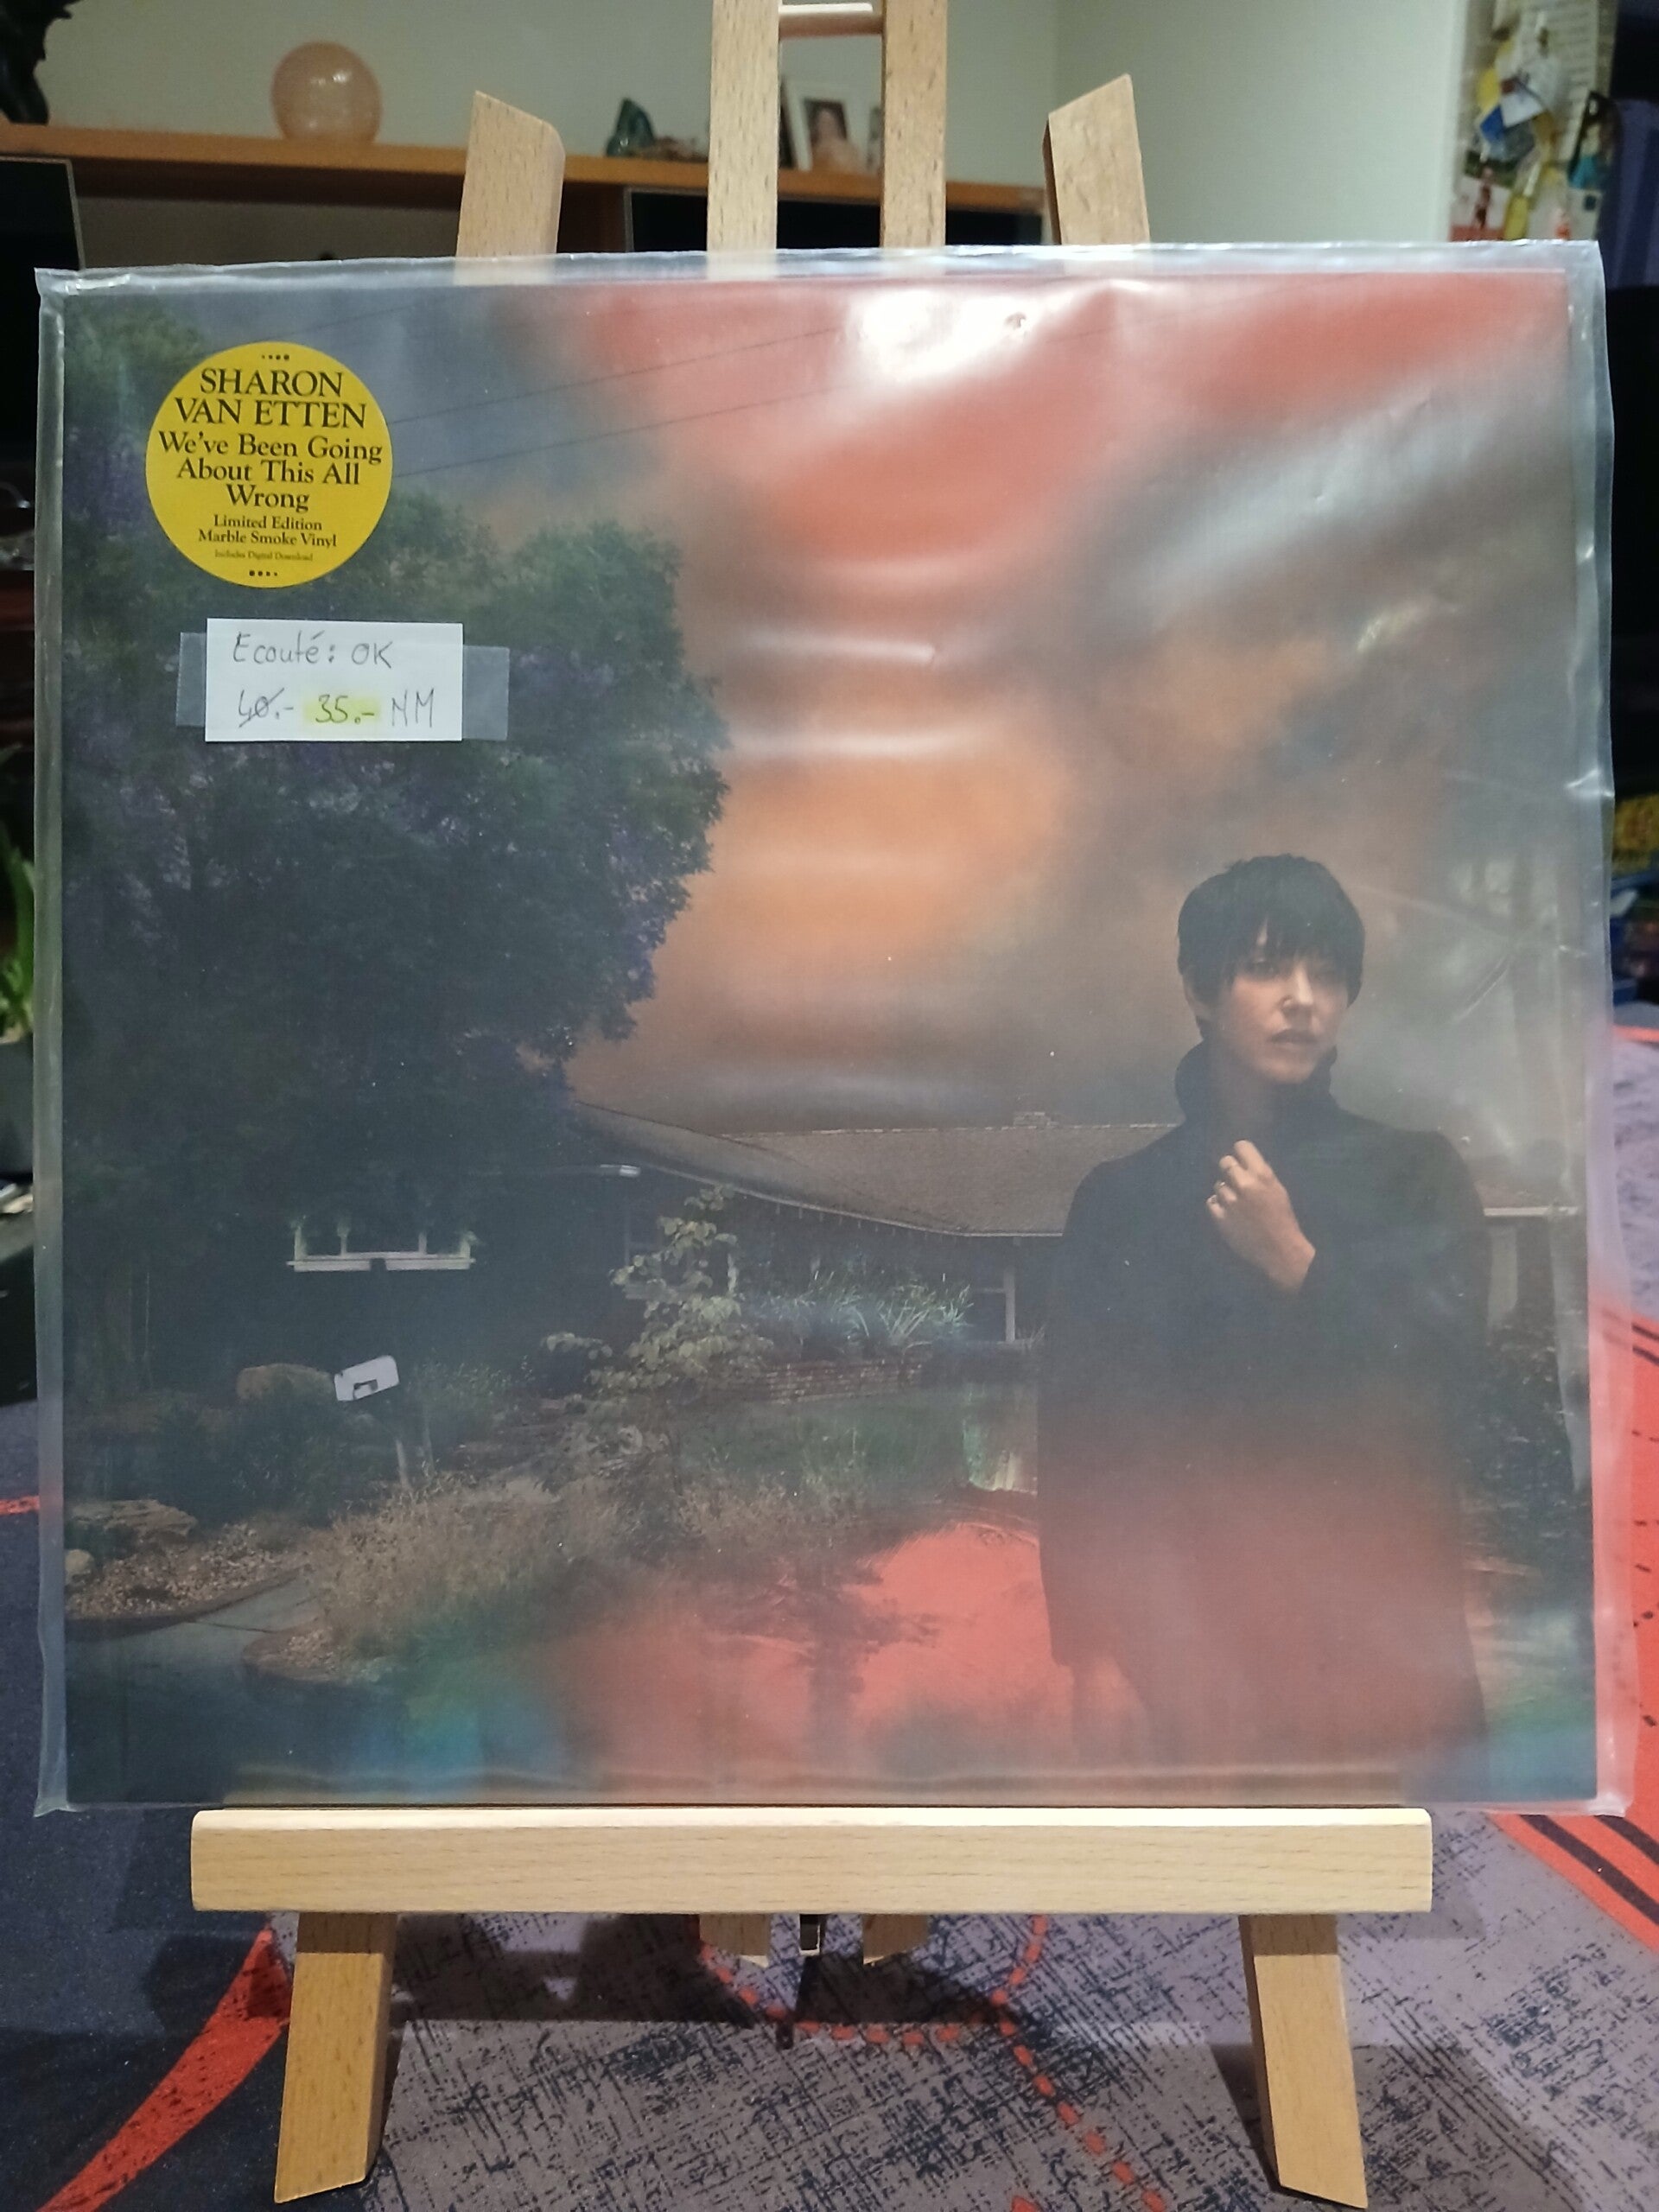 SHARON
VAN ETTEN
We've Been Going
About This All
Wrong
Limited Edition
Marble Smoke Vinyl
Includes Digital Download
Ecouté: OK
40.- 35.- NM